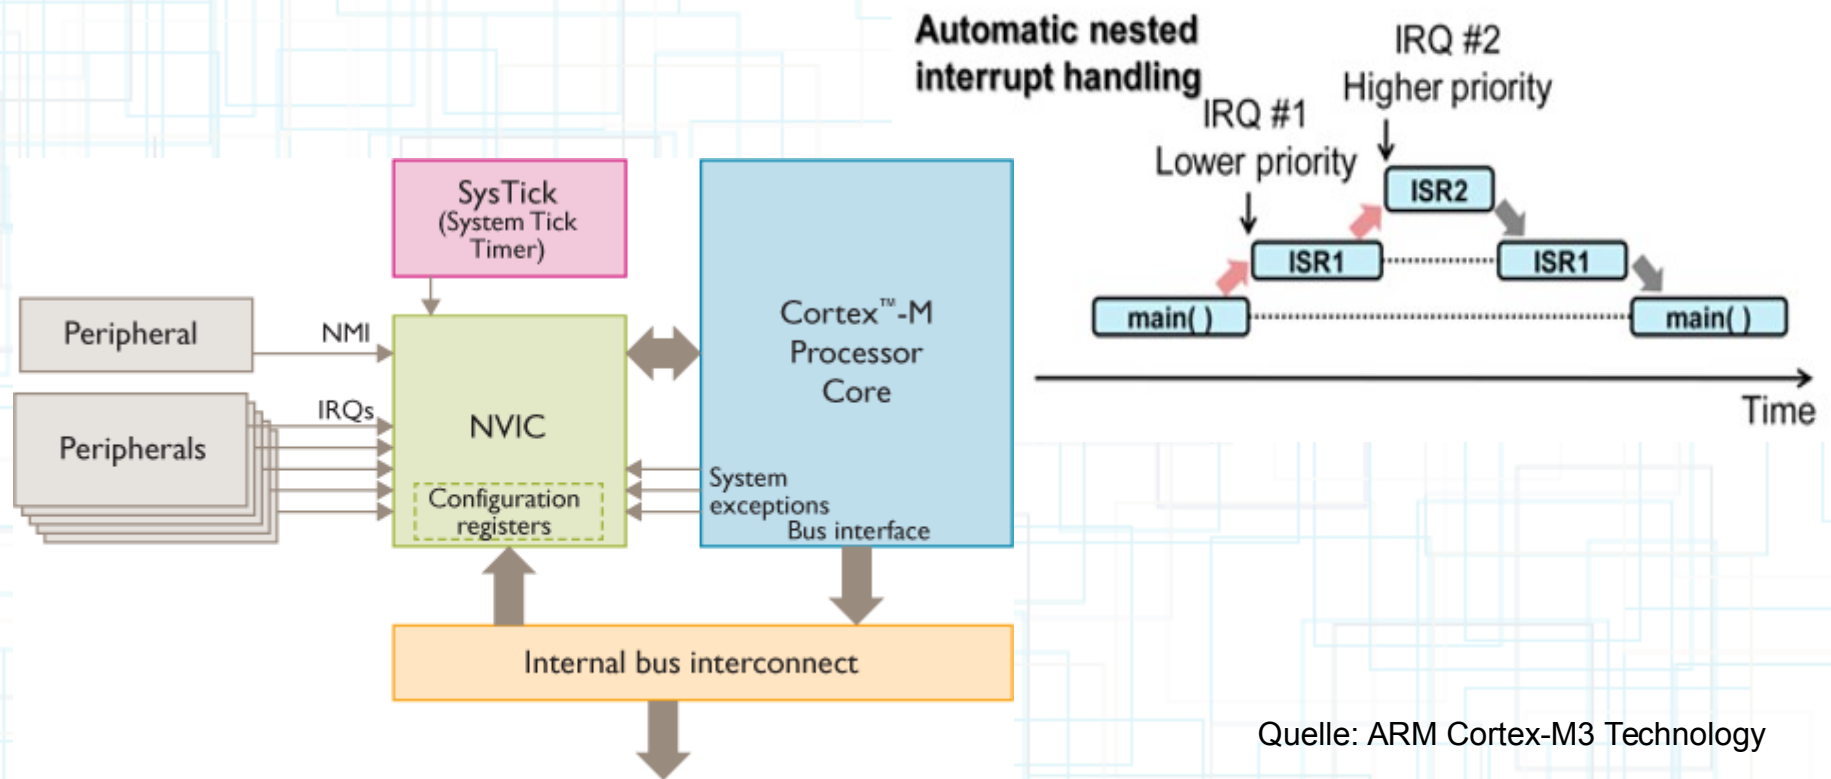 Automatic nested
interrupt handling
IRQ #2
Higher priority
IRQ #1
Lower priority
ISR2
ISR1
ISR1
main( )
main( )
Time
SysTick
(System Tick
Timer)
Peripheral
NMI
Peripherals
IRQs
NVIC
Configuration
registers
Cortex™-M
Processor
Core
System
exceptions
Bus interface
Internal bus interconnect
Quelle: ARM Cortex-M3 Technology